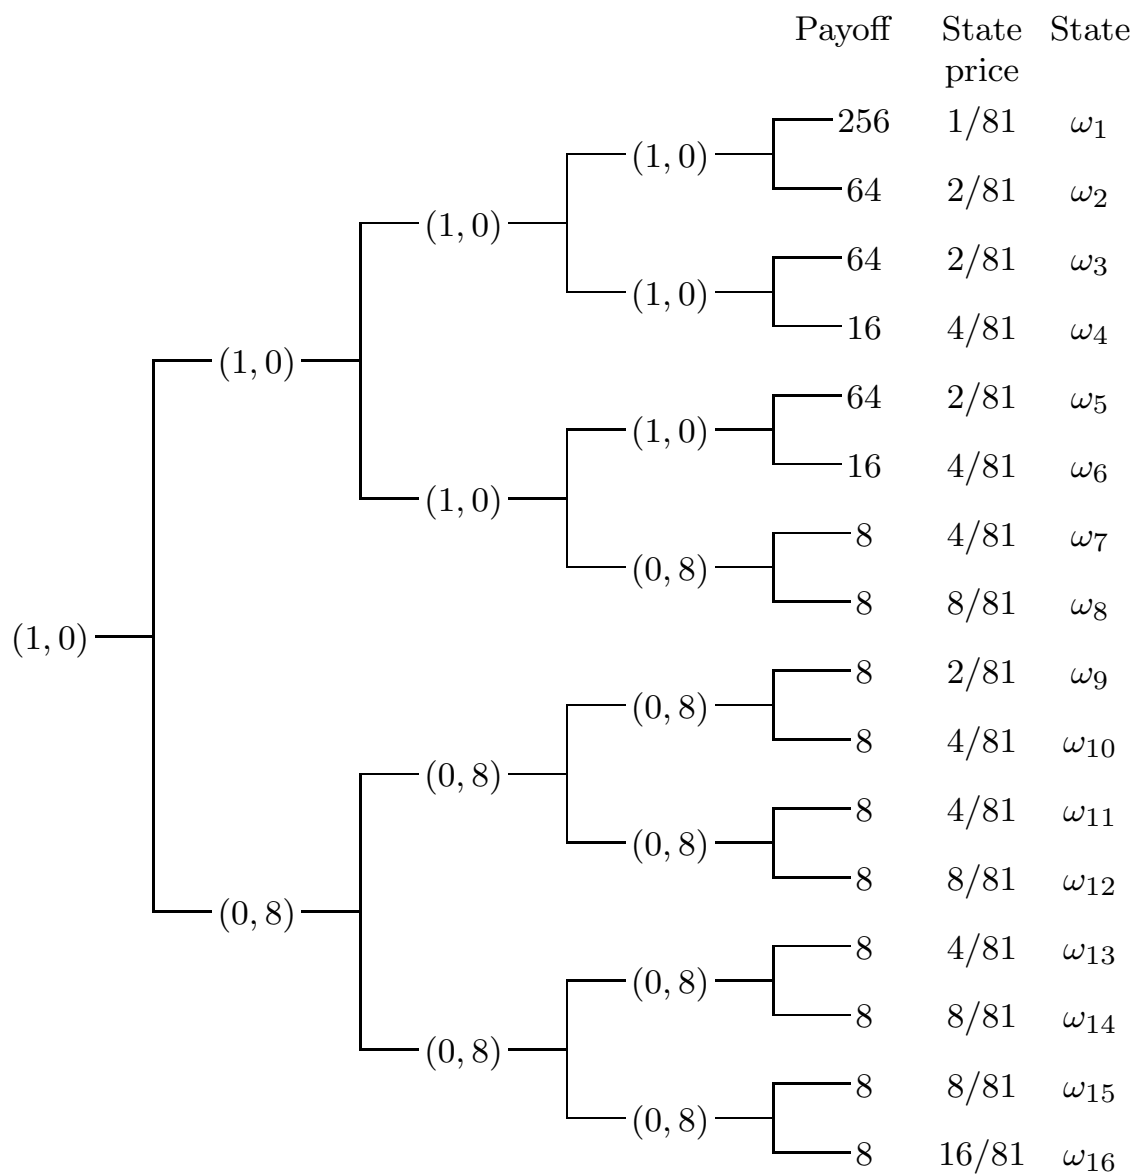 Payoff State State
price
256 1/81 ω1
(1, 0)
64 2/81 ω2
(1, 0)
64 2/81 ω3
(1, 0)
16 4/81 ω4
(1, 0)
64 2/81 ω5
(1, 0)
16 4/81 ω6
(1, 0)
8 4/81 ω7
(0, 8)
8 8/81 ω8
(1, 0)
8 2/81 ω9
(0, 8)
8 4/81 ω10
(0, 8)
8 4/81 ω11
(0, 8)
8 8/81 ω12
(0, 8)
8 4/81 ω13
(0, 8)
8 8/81 ω14
(0, 8)
8 8/81 ω15
(0, 8)
8 16/81 ω16